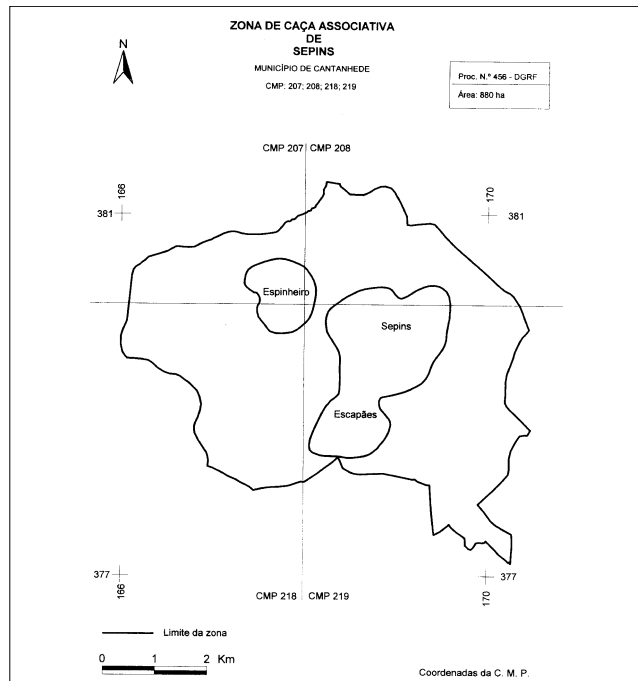 ZONA DE CAÇA ASSOCIATIVA
DE
SEPINS
MUNICÍPIO DE CANTANHEDE
CMP: 207; 208; 218; 219
N
Proc. N.º 456 - DGRF
Área: 880 ha
CMP 207 CMP 208
166
170
381
381
Espinheiro
Sepins
Escapães
377
377
166
170
CMP 218 CMP 219
Limite da zona
0 1 2 Km
Coordenadas da C. M. P.